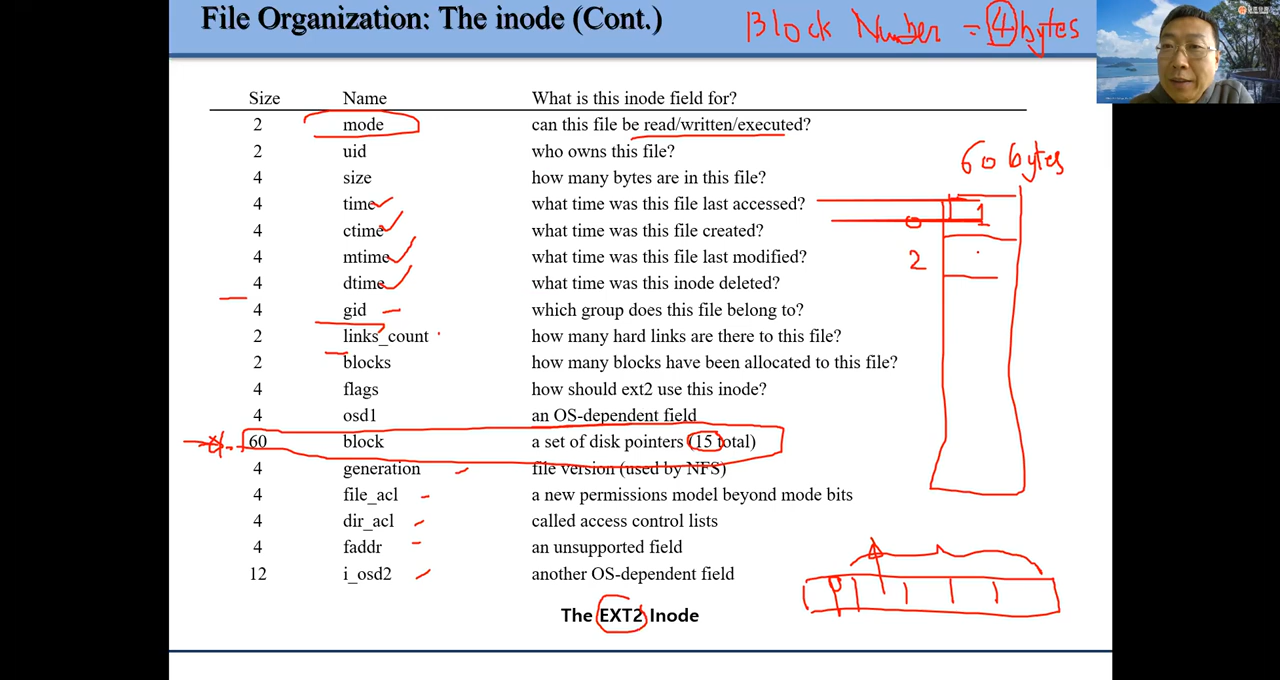 File Organization: The inode (Cont.)
Block Number = 4 bytes
Size Name What is this inode field for?
2 mode can this file be read/written/executed?
2 uid who owns this file?
4 size how many bytes are in this file?
4 time what time was this file last accessed?
4 ctime what time was this file created?
4 mtime what time was this file last modified?
4 dtime what time was this inode deleted?
4 gid which group does this file belong to?
2 links_count how many hard links are there to this file?
2 blocks how many blocks have been allocated to this file?
4 flags how should ext2 use this inode?
4 osd1 an OS-dependent field
60 block a set of disk pointers (15 total)
4 generation file version (used by NFS)
4 file_acl a new permissions model beyond mode bits
4 dir_acl called access control lists
4 faddr an unsupported field
12 i_osd2 another OS-dependent field
The EXT2 Inode
60 bytes
1
0
2